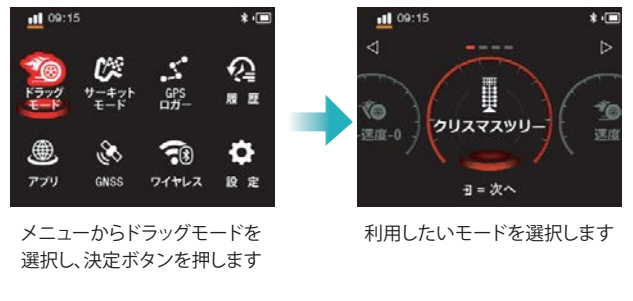 09:15
ドラッグ
モード
サーキット
モード
GPS
ロガー
履 歴
アプリ
GNSS
ワイヤレス
設 定
メニューからドラッグモードを
選択し、決定ボタンを押します
09:15
-速度-0
クリスマスツリー
速度
= 次へ
利用したいモードを選択します